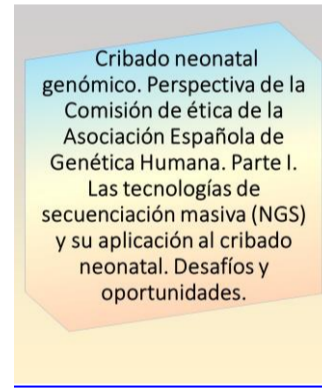 Cribado neonatal
genómico. Perspectiva de la
Comisión de ética de la
Asociación Española de
Genética Humana. Parte I.
Las tecnologías de
secuenciación masiva (NGS)
y su aplicación al cribado
neonatal. Desafíos y
oportunidades.